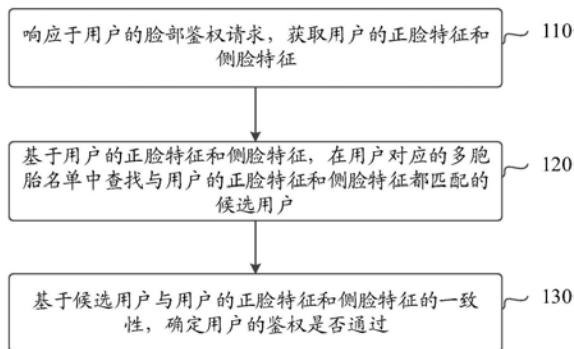 响应于用户的脸部鉴权请求，获取用户的正脸特征和
侧脸特征
110
基于用户的正脸特征和侧脸特征，在用户对应的多胞
胎名单中查找与用户的正脸特征和侧脸特征都匹配的
候选用户
120
基于候选用户与用户的正脸特征和侧脸特征的一致
性，确定用户的鉴权是否通过
130